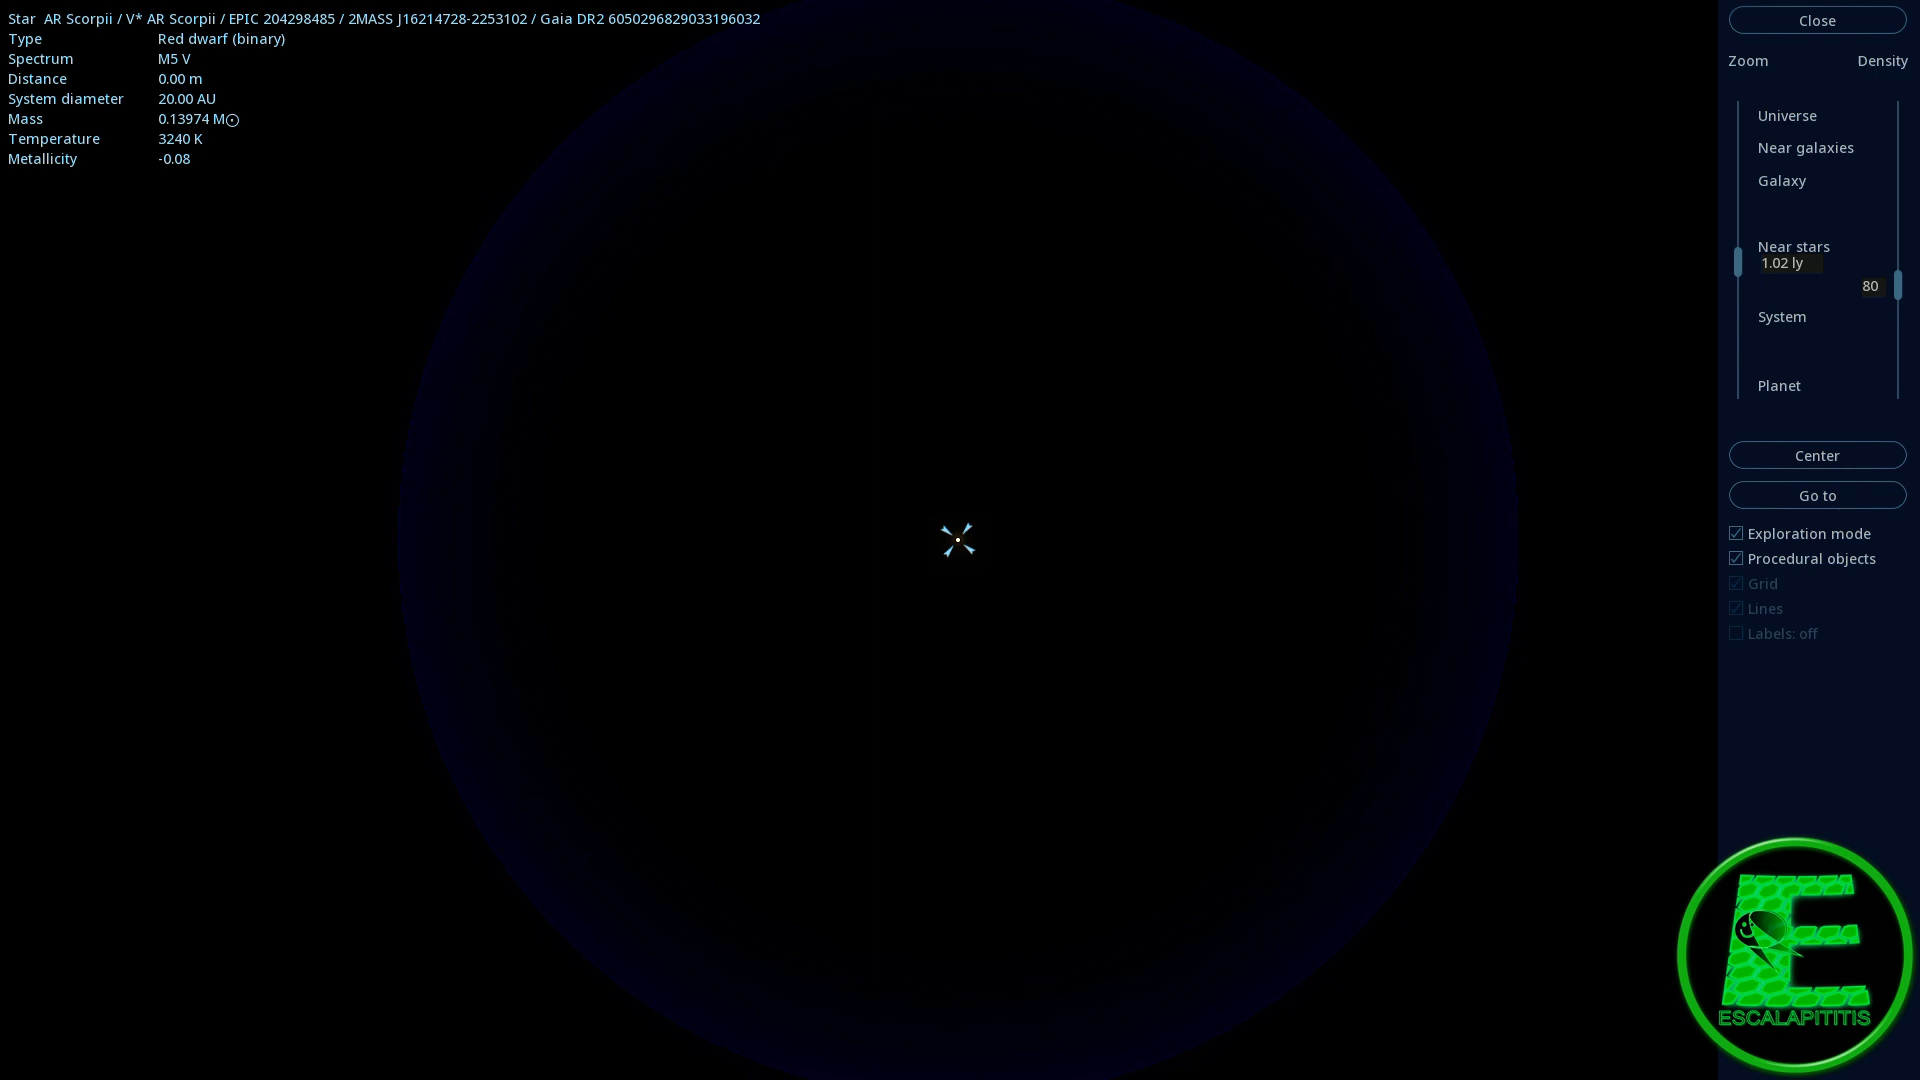 Star AR Scorpii / V* AR Scorpii / EPIC 204298485 / 2MASS J16214728-2253102 / Gaia DR2 6050296829033196032
Type Red dwarf (binary)
Spectrum M5 V
Distance 0.00 m
System diameter 20.00 AU
Mass 0.13974 M☉
Temperature 3240 K
Metallicity -0.08
Close
Zoom Density
Universe
Near galaxies
Galaxy
Near stars
1.02 ly
80
System
Planet
Center
Go to
Exploration mode
Procedural objects
Grid
Lines
Labels: off
E
ESCALAPITITIS